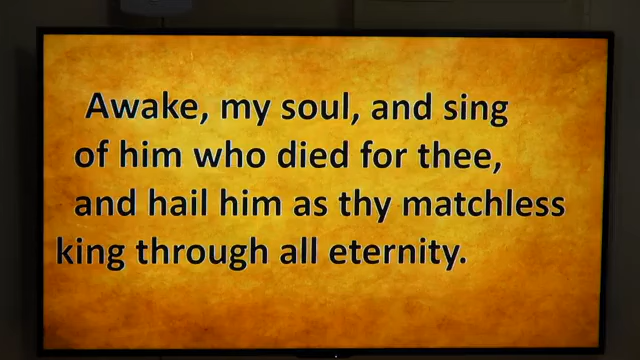 Awake, my soul, and sing
of him who died for thee,
and hail him as thy matchless
king through all eternity.